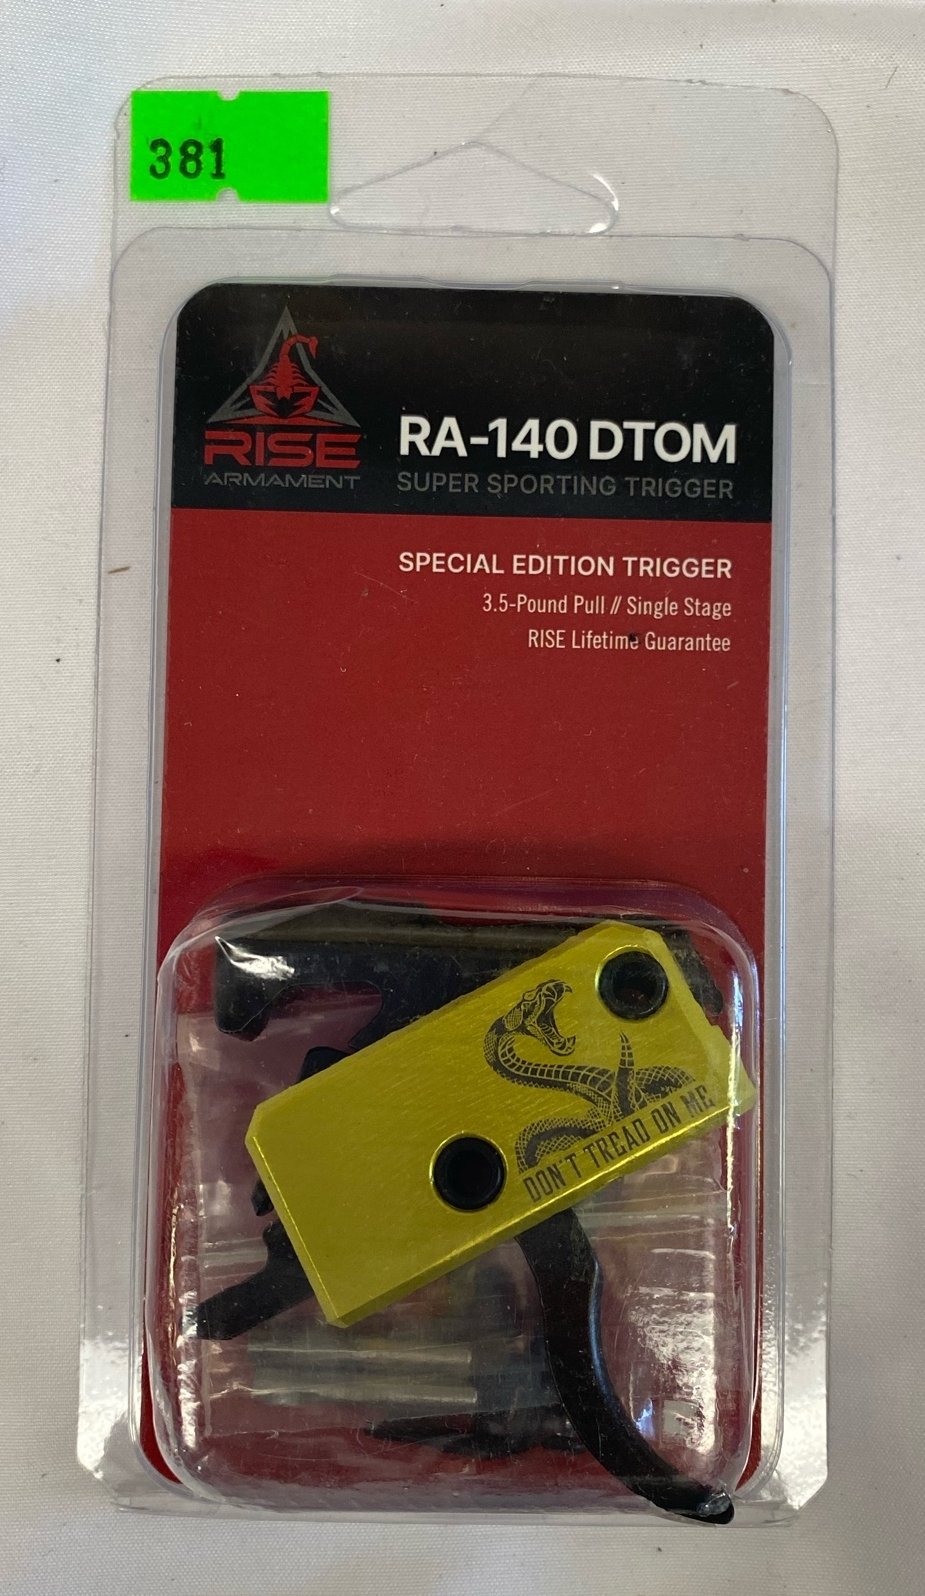 381
RISE
ARMAMENT
RA-140 DTOM
SUPER SPORTING TRIGGER
SPECIAL EDITION TRIGGER
3.5-Pound Pull // Single Stage
RISE Lifetime Guarantee
DON'T TREAD ON ME